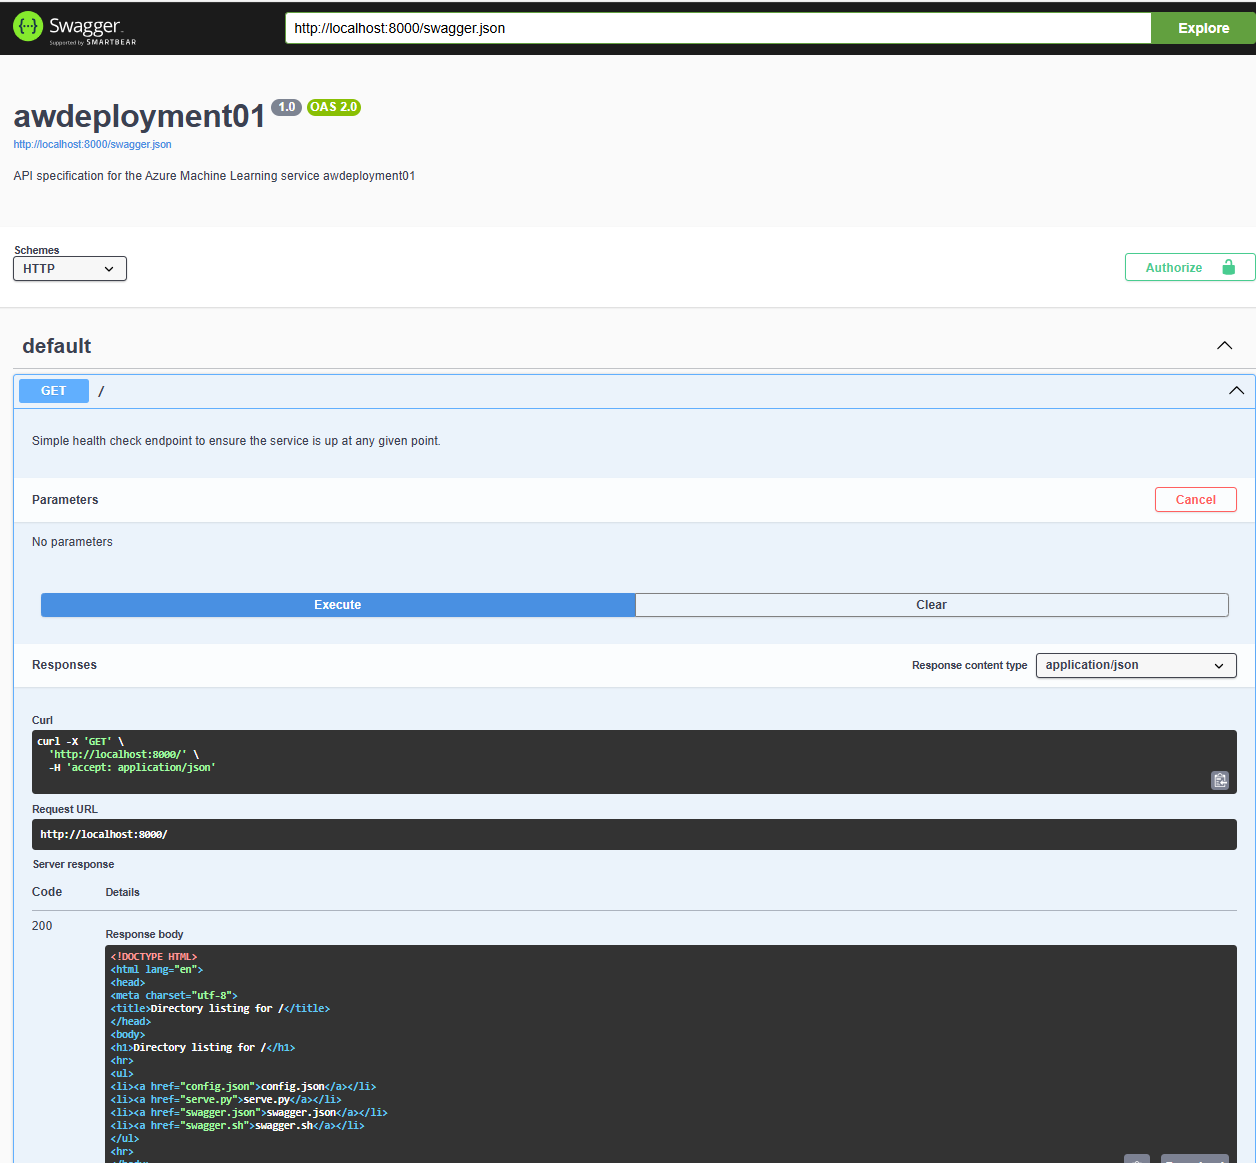 Swagger
Supported by SMARTBEAR
http://localhost:8000/swagger.json
Explore
awdeployment01 1.0 OAS 2.0
http://localhost:8000/swagger.json
API specification for the Azure Machine Learning service awdeployment01
Schemes
HTTP
Authorize
default
GET /
Simple health check endpoint to ensure the service is up at any given point.
Parameters
Cancel
No parameters
Execute
Clear
Responses
Response content type
application/json
Curl
curl -X 'GET' \
'http://localhost:8000/' \
-H 'accept: application/json'
Request URL
http://localhost:8000/
Server response
Code
Details
200
Response body
<!DOCTYPE HTML>
<html lang="en">
<head>
<meta charset="utf-8">
<title>Directory listing for /</title>
</head>
<body>
<h1>Directory listing for /</h1>
<hr>
<ul>
<li><a href="config.json">config.json</a></li>
<li><a href="serve.py">serve.py</a></li>
<li><a href="swagger.json">swagger.json</a></li>
<li><a href="swagger.sh">swagger.sh</a></li>
</ul>
<hr>